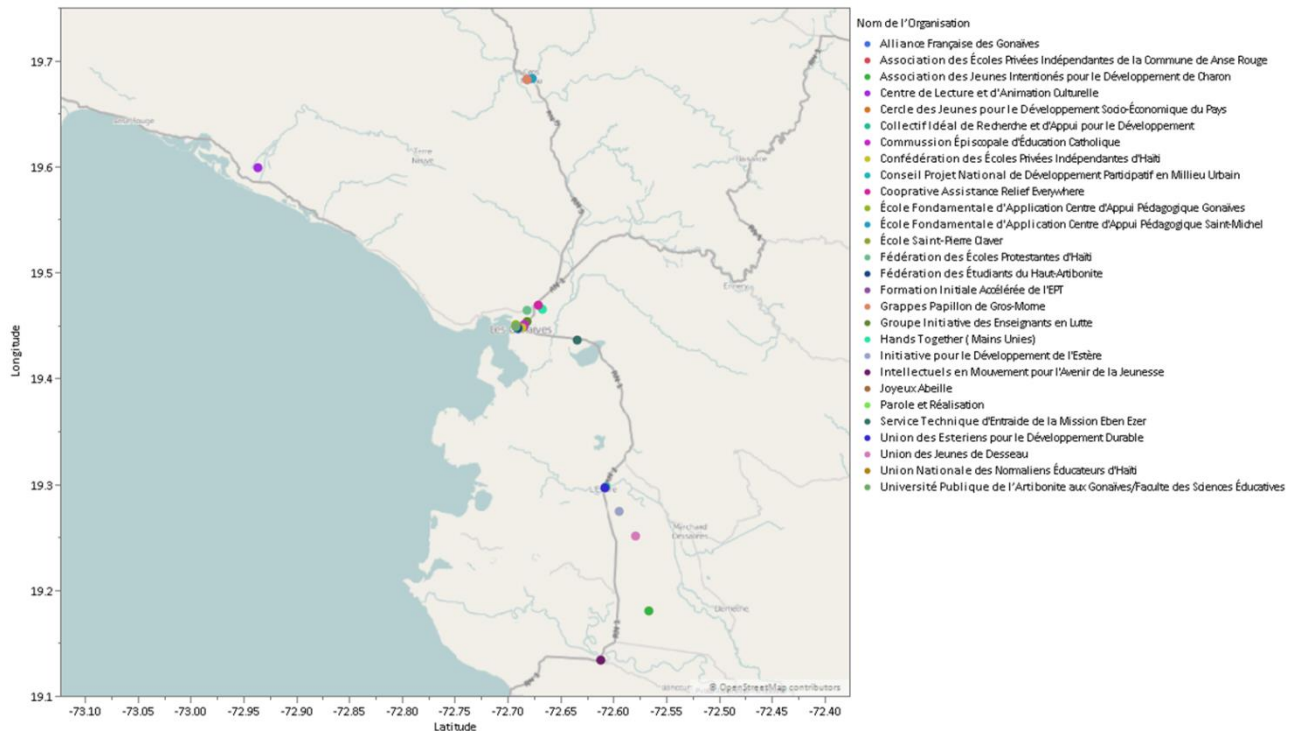 Nom de l'Organisation
Alliance Française des Gonaïves
Association des Écoles Privées Indépendantes de la Commune de Anse Rouge
Association des Jeunes Intentionés pour le Développement de Charon
Centre de Lecture et d'Animation Culturelle
Cercle des Jeunes pour le Développement Socio-Économique du Pays
Collectif Idéal de Recherche et d'Appui pour le Développement
Commussion Épiscopale d'Éducation Catholique
Confédération des Écoles Privées Indépendantes d'Haïti
Conseil Projet National de Développement Participatif en Millieu Urbain
Cooprative Assistance Relief Everywhere
École Fondamentale d'Application Centre d'Appui Pédagogique Gonaïves
École Fondamentale d'Application Centre d'Appui Pédagogique Saint-Michel
École Saint-Pierre Claver
Fédération des Écoles Protestantes d'Haïti
Fédération des Étudiants du Haut-Artibonite
Formation Initiale Accélérée de l'EPT
Grappes Papillon de Gros-Morne
Groupe Initiative des Enseignants en Lutte
Hands Together ( Mains Unies)
Initiative pour le Développement de l'Estère
Intellectuels en Mouvement pour l'Avenir de la Jeunesse
Joyeux Abeille
Parole et Réalisation
Service Technique d'Entraide de la Mission Eben Ezer
Union des Esteriens pour le Développement Durable
Union des Jeunes de Desseau
Union Nationale des Normaliens Éducateurs d'Haïti
Université Publique de l'Artibonite aux Gonaïves/Faculte des Sciences Éducatives
Longitude
19.7
19.6
19.5
19.4
19.3
19.2
19.1
Terre
Neuve
Ennery
Marchand
Dessalines
© OpenStreetMap contributors
-73.10 -73.05 -73.00 -72.95 -72.90 -72.85 -72.80 -72.75 -72.70 -72.65 -72.60 -72.55 -72.50 -72.45 -72.40
Latitude